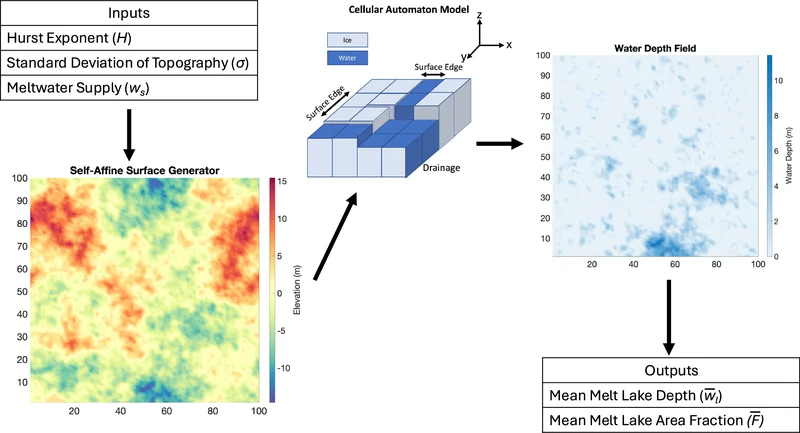 Inputs
Hurst Exponent (H)
Standard Deviation of Topography (σ)
Meltwater Supply (wₛ)
Self-Affine Surface Generator
100
90
80
70
60
50
40
30
20
10
20 40 60 80 100
15
10
5
0
-5
-10
Elevation (m)
Cellular Automaton Model
Ice
Water
z
x
y
Surface Edge
Surface Edge
Drainage
Water Depth Field
100
90
80
70
60
50
40
30
20
10
20 40 60 80 100
10
8
6
4
2
0
Water Depth (m)
Outputs
Mean Melt Lake Depth (w̅ₗ)
Mean Melt Lake Area Fraction (F̅)